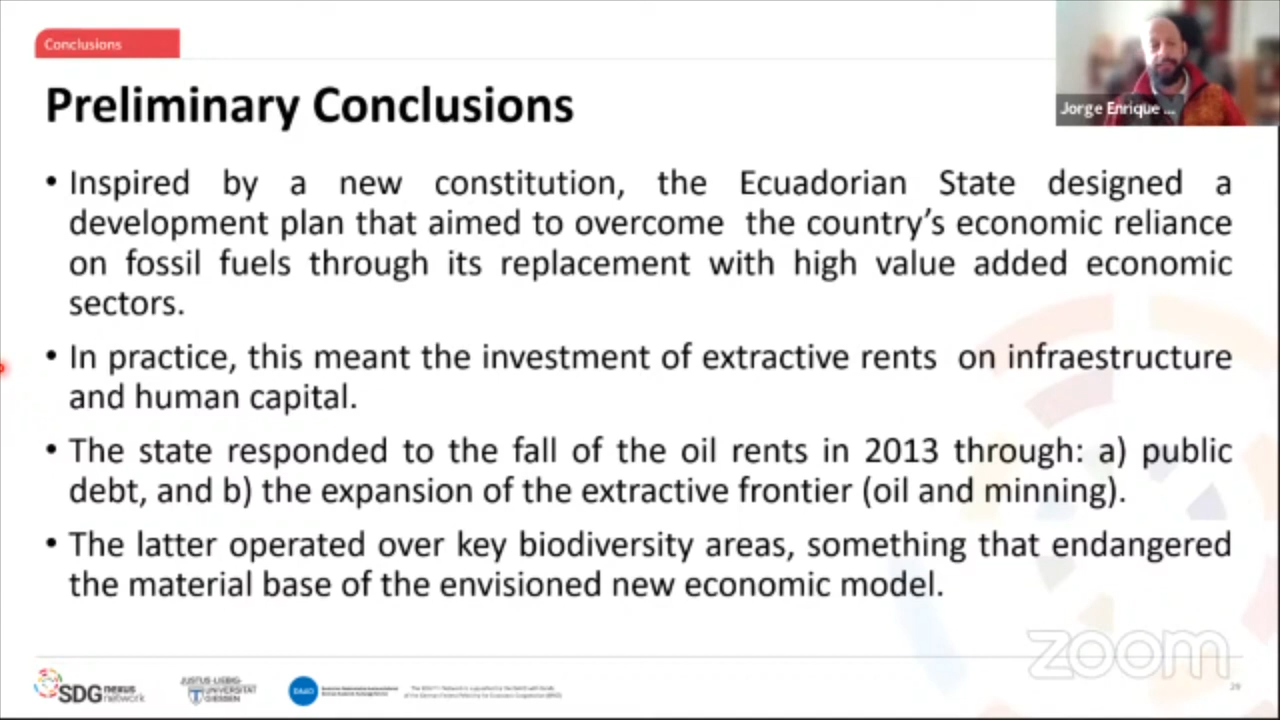 Conclusions
Preliminary Conclusions
Jorge Enrique ...
• Inspired by a new constitution, the Ecuadorian State designed a
development plan that aimed to overcome the country's economic reliance
on fossil fuels through its replacement with high value added economic
sectors.
• In practice, this meant the investment of extractive rents on infraestructure
and human capital.
• The state responded to the fall of the oil rents in 2013 through: a) public
debt, and b) the expansion of the extractive frontier (oil and minning).
• The latter operated over key biodiversity areas, something that endangered
the material base of the envisioned new economic model.
zoom
SDG nexus
network
JUSTUS-LIEBIG-
UNIVERSITÄT
GIESSEN
DAAD